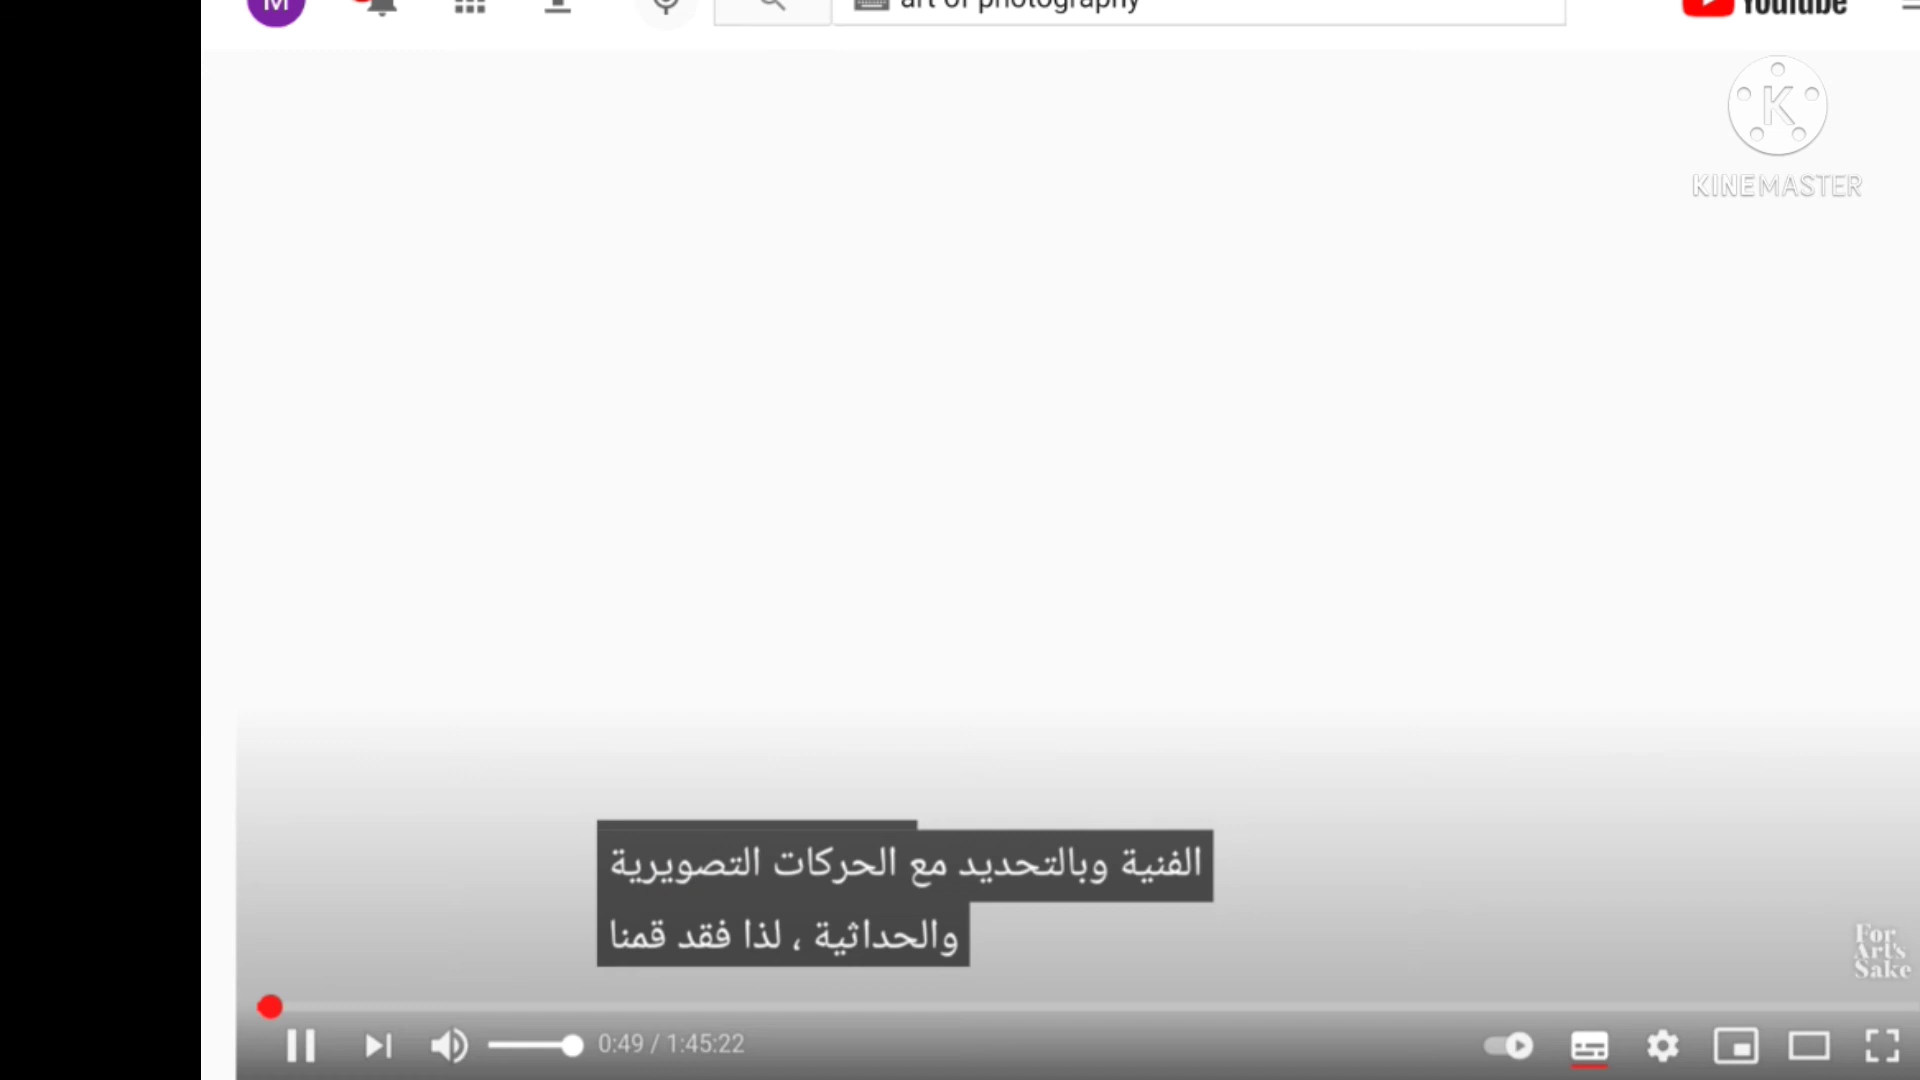 M
art of photography
YouTube
K
KINEMASTER
الفنية وبالتحديد مع الحركات التصويرية
والحداثية ، لذا فقد قمنا
For
Art's
Sake
0:49 / 1:45:22